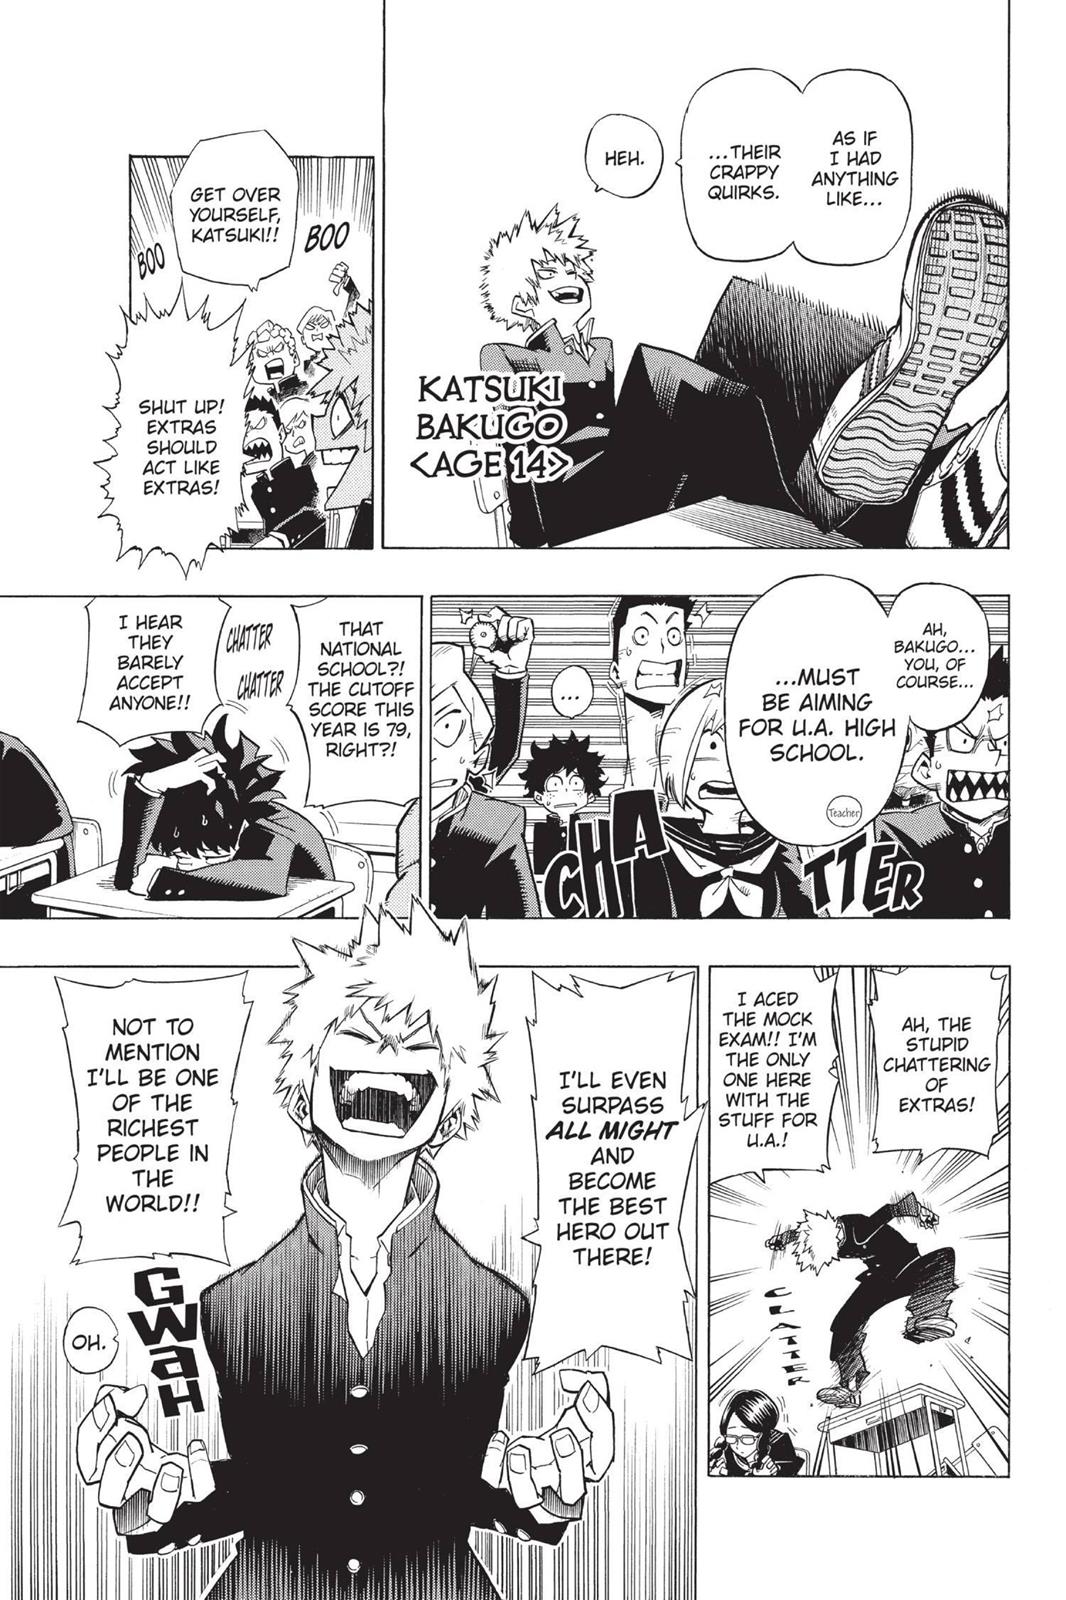 AS IF
I HAD
ANYTHING
LIKE...
...THEIR
CRAPPY
QUIRKS.
HEH.
KATSUKI
BAKUGO
<AGE 14>
GET OVER
YOURSELF,
KATSUKI!!
BOO
BOO
SHUT UP!
EXTRAS
SHOULD
ACT LIKE
EXTRAS!
AH,
BAKUGO...
YOU, OF
COURSE...
...MUST
BE AIMING
FOR U.A. HIGH
SCHOOL.
Teacher
...
CHATTER
THAT
NATIONAL
SCHOOL?!
THE CUTOFF
SCORE THIS
YEAR IS 79,
RIGHT?!
CHATTER
CHATTER
I HEAR
THEY
BARELY
ACCEPT
ANYONE!!
AH, THE
STUPID
CHATTERING
OF
EXTRAS!
I ACED
THE MOCK
EXAM!! I'M
THE ONLY
ONE HERE
WITH THE
STUFF FOR
U.A.!
CLATTER
I'LL EVEN
SURPASS
ALL MIGHT
AND
BECOME
THE BEST
HERO OUT
THERE!
NOT TO
MENTION
I'LL BE ONE
OF THE
RICHEST
PEOPLE IN
THE
WORLD!!
GWAH
OH.